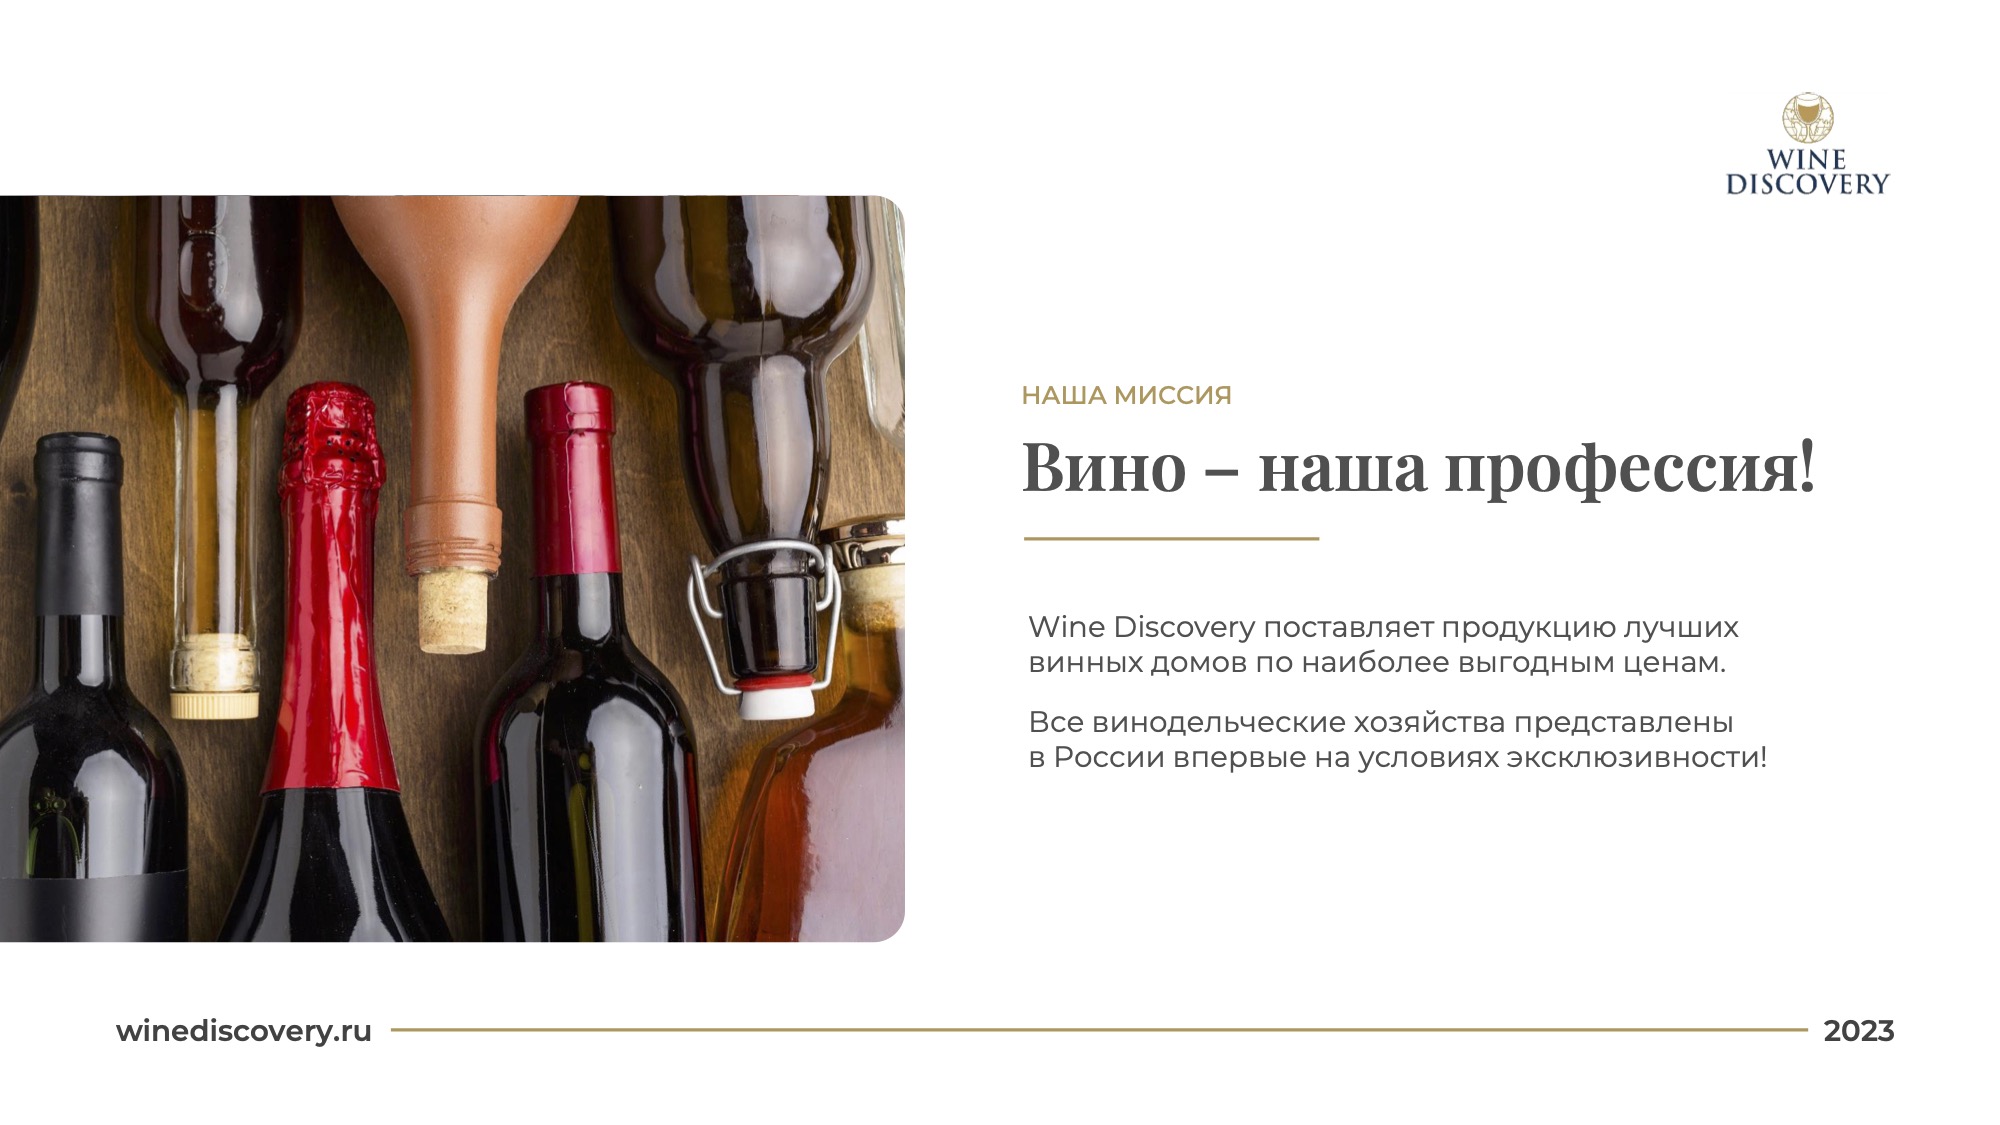 WINE
DISCOVERY
НАША МИССИЯ
Вино – наша профессия!
Wine Discovery поставляет продукцию лучших
винных домов по наиболее выгодным ценам.
Все винодельческие хозяйства представлены
в России впервые на условиях эксклюзивности!
winediscovery.ru
2023